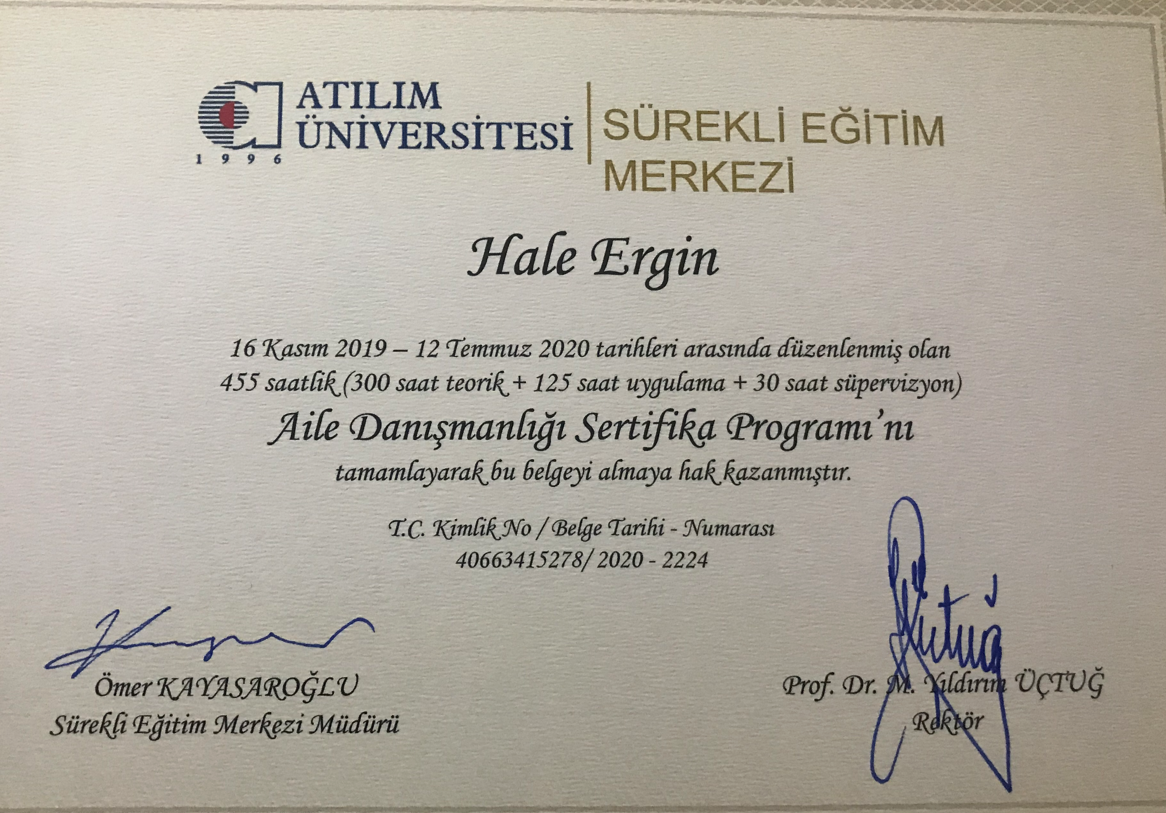 ATILIM
ÜNİVERSİTESİ
1996
SÜREKLİ EĞİTİM
MERKEZİ
Hale Ergin
16 Kasım 2019 – 12 Temmuz 2020 tarihleri arasında düzenlenmiş olan
455 saatlik (300 saat teorik + 125 saat uygulama + 30 saat süpervizyon)
Aile Danışmanlığı Sertifika Programı'nı
tamamlayarak bu belgeyi almaya hak kazanmıştır.
T.C. Kimlik No / Belge Tarihi - Numarası
40663415278/ 2020 - 2224
Ömer KAYASAROĞLU
Sürekli Eğitim Merkezi Müdürü
Prof. Dr. M. Yıldırım ÜÇTUĞ
Rektör